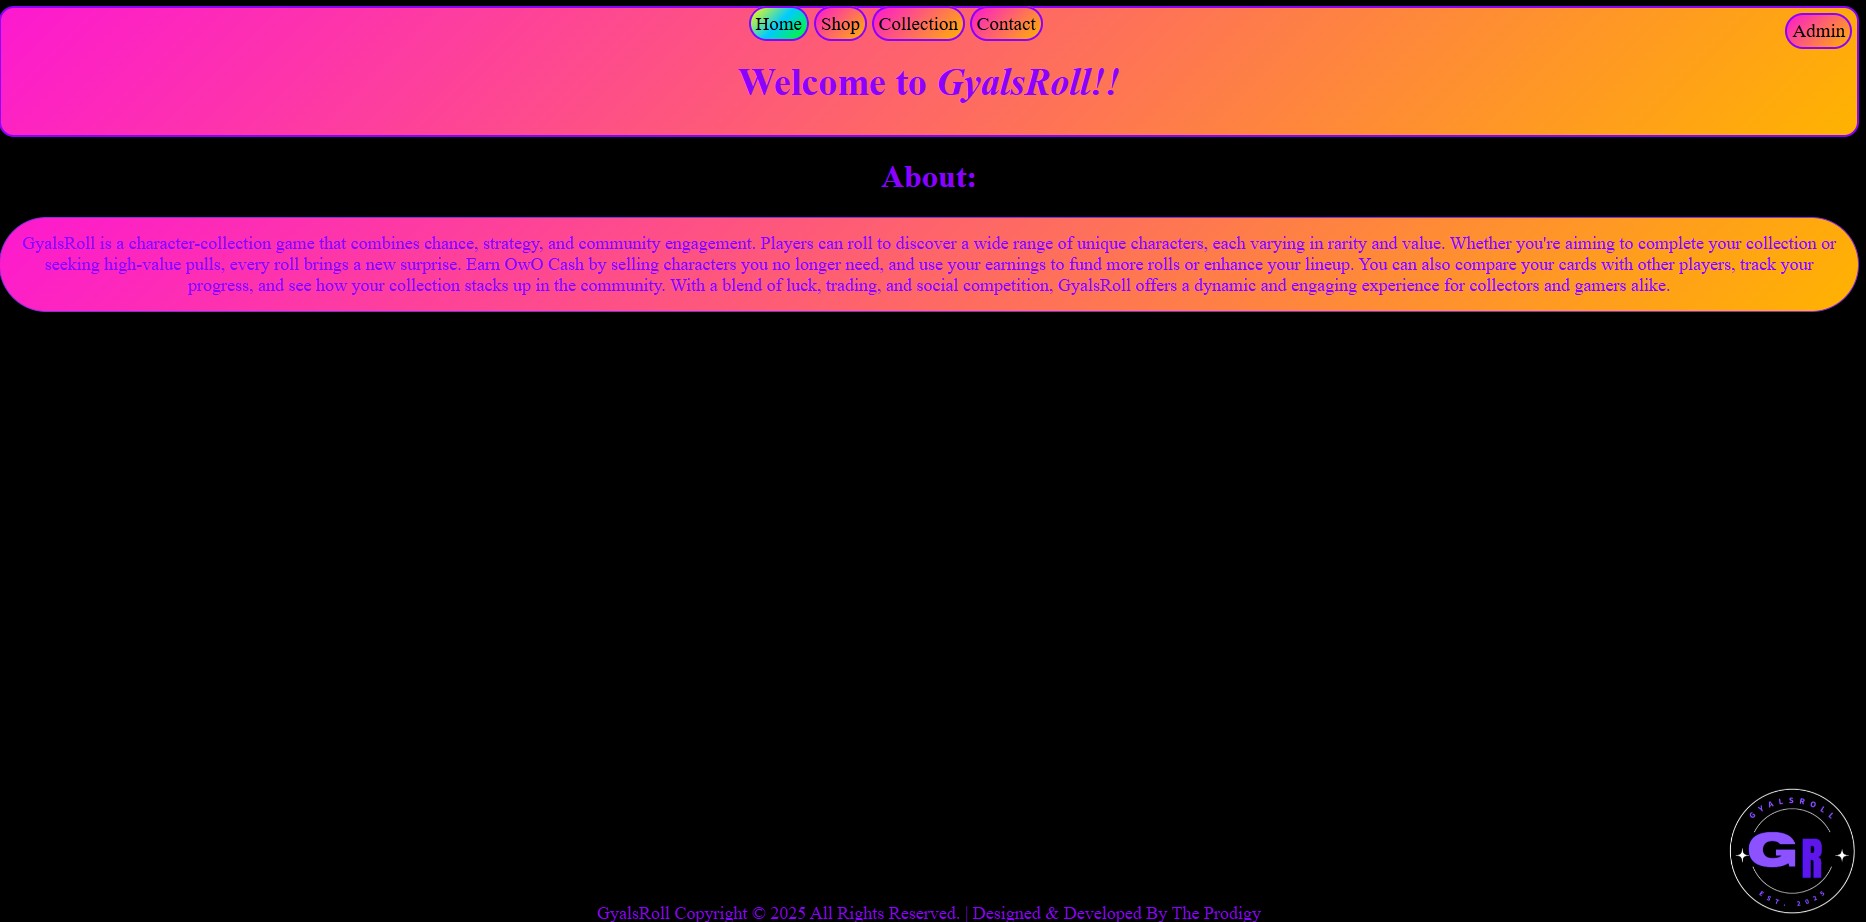 Home Shop Collection Contact Admin
Welcome to GyalsRoll!!
About:
GyalsRoll is a character-collection game that combines chance, strategy, and community engagement. Players can roll to discover a wide range of unique characters, each varying in rarity and value. Whether you're aiming to complete your collection or
seeking high-value pulls, every roll brings a new surprise. Earn OwO Cash by selling characters you no longer need, and use your earnings to fund more rolls or enhance your lineup. You can also compare your cards with other players, track your
progress, and see how your collection stacks up in the community. With a blend of luck, trading, and social competition, GyalsRoll offers a dynamic and engaging experience for collectors and gamers alike.
GYALSROLL
GR
EST. 2025
GyalsRoll Copyright © 2025 All Rights Reserved. | Designed & Developed By The Prodigy